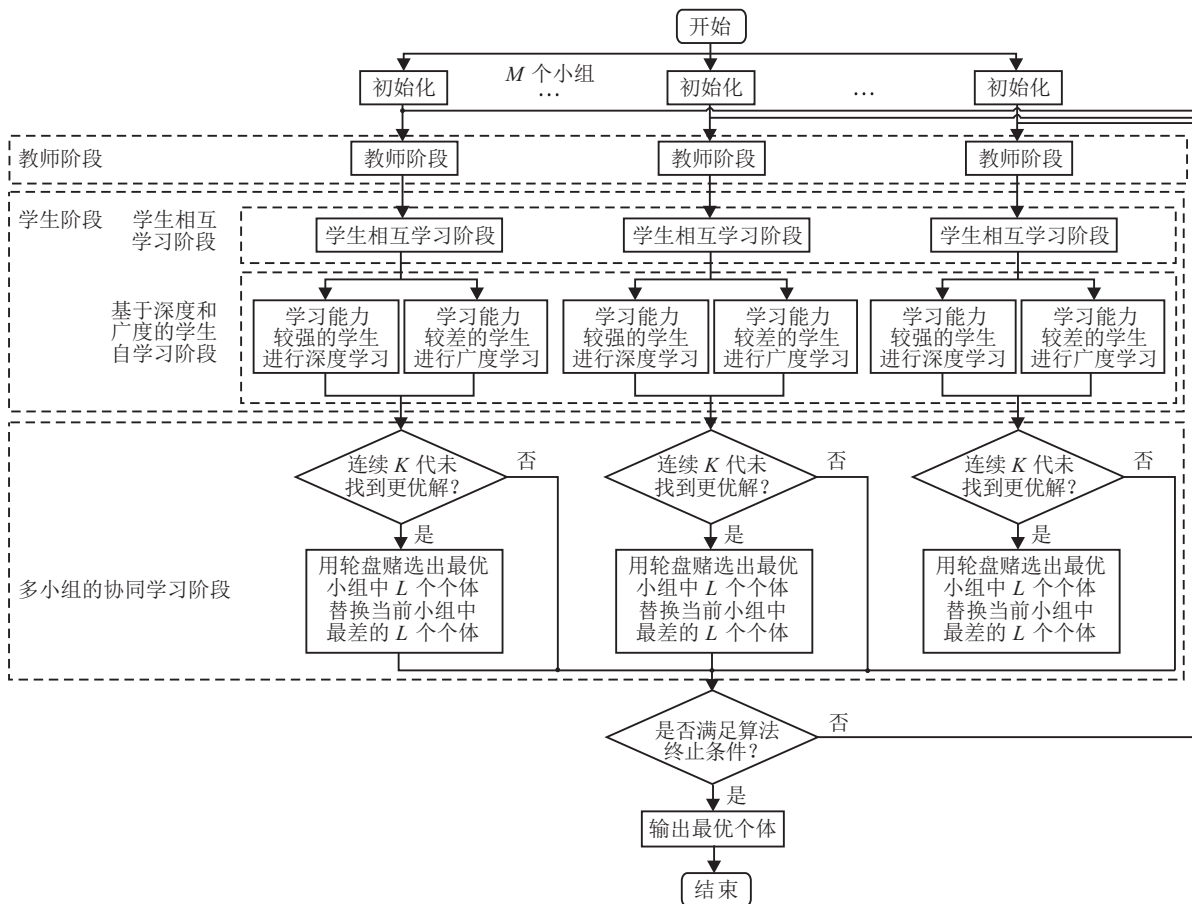 开始
M 个小组
初始化
…
初始化
…
初始化
教师阶段
教师阶段
教师阶段
教师阶段
学生阶段
学生相互
学习阶段
学生相互学习阶段
学生相互学习阶段
学生相互学习阶段
基于深度和
广度的学生
自学习阶段
学习能力
较强的学生
进行深度学习
学习能力
较差的学生
进行广度学习
学习能力
较强的学生
进行深度学习
学习能力
较差的学生
进行广度学习
学习能力
较强的学生
进行深度学习
学习能力
较差的学生
进行广度学习
连续 K 代未
找到更优解？
否
连续 K 代未
找到更优解？
否
连续 K 代未
找到更优解？
否
是
是
是
多小组的协同学习阶段
用轮盘赌选出最优
小组中 L 个个体
替换当前小组中
最差的 L 个个体
用轮盘赌选出最优
小组中 L 个个体
替换当前小组中
最差的 L 个个体
用轮盘赌选出最优
小组中 L 个个体
替换当前小组中
最差的 L 个个体
是否满足算法
终止条件？
否
是
输出最优个体
结束